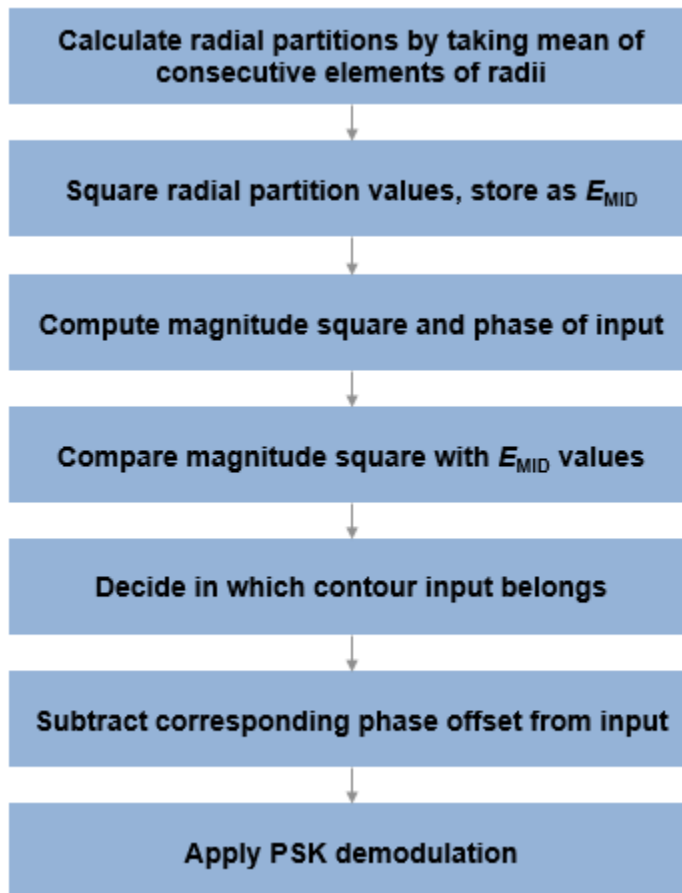 Calculate radial partitions by taking mean of
consecutive elements of radii
Square radial partition values, store as EMID
Compute magnitude square and phase of input
Compare magnitude square with EMID values
Decide in which contour input belongs
Subtract corresponding phase offset from input
Apply PSK demodulation